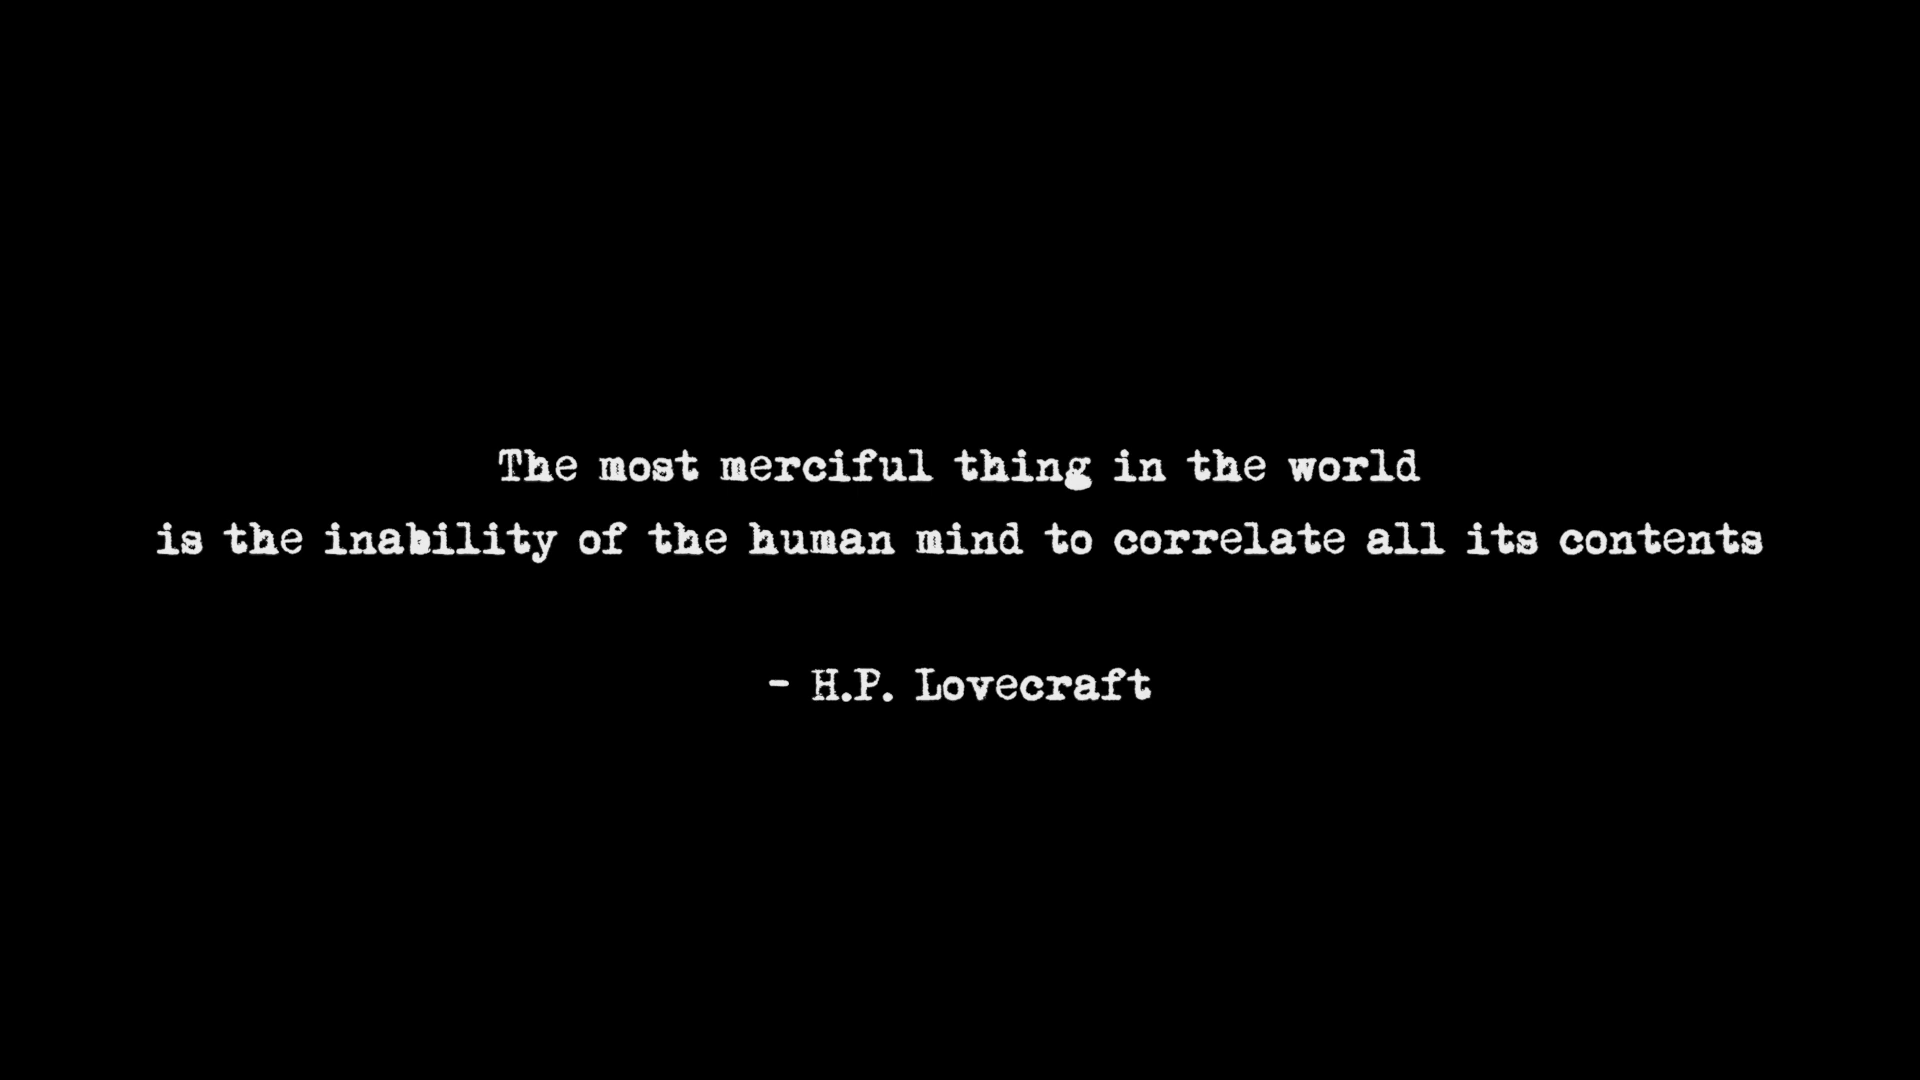 The most merciful thing in the world
is the inability of the human mind to correlate all its contents
- H.P. Lovecraft